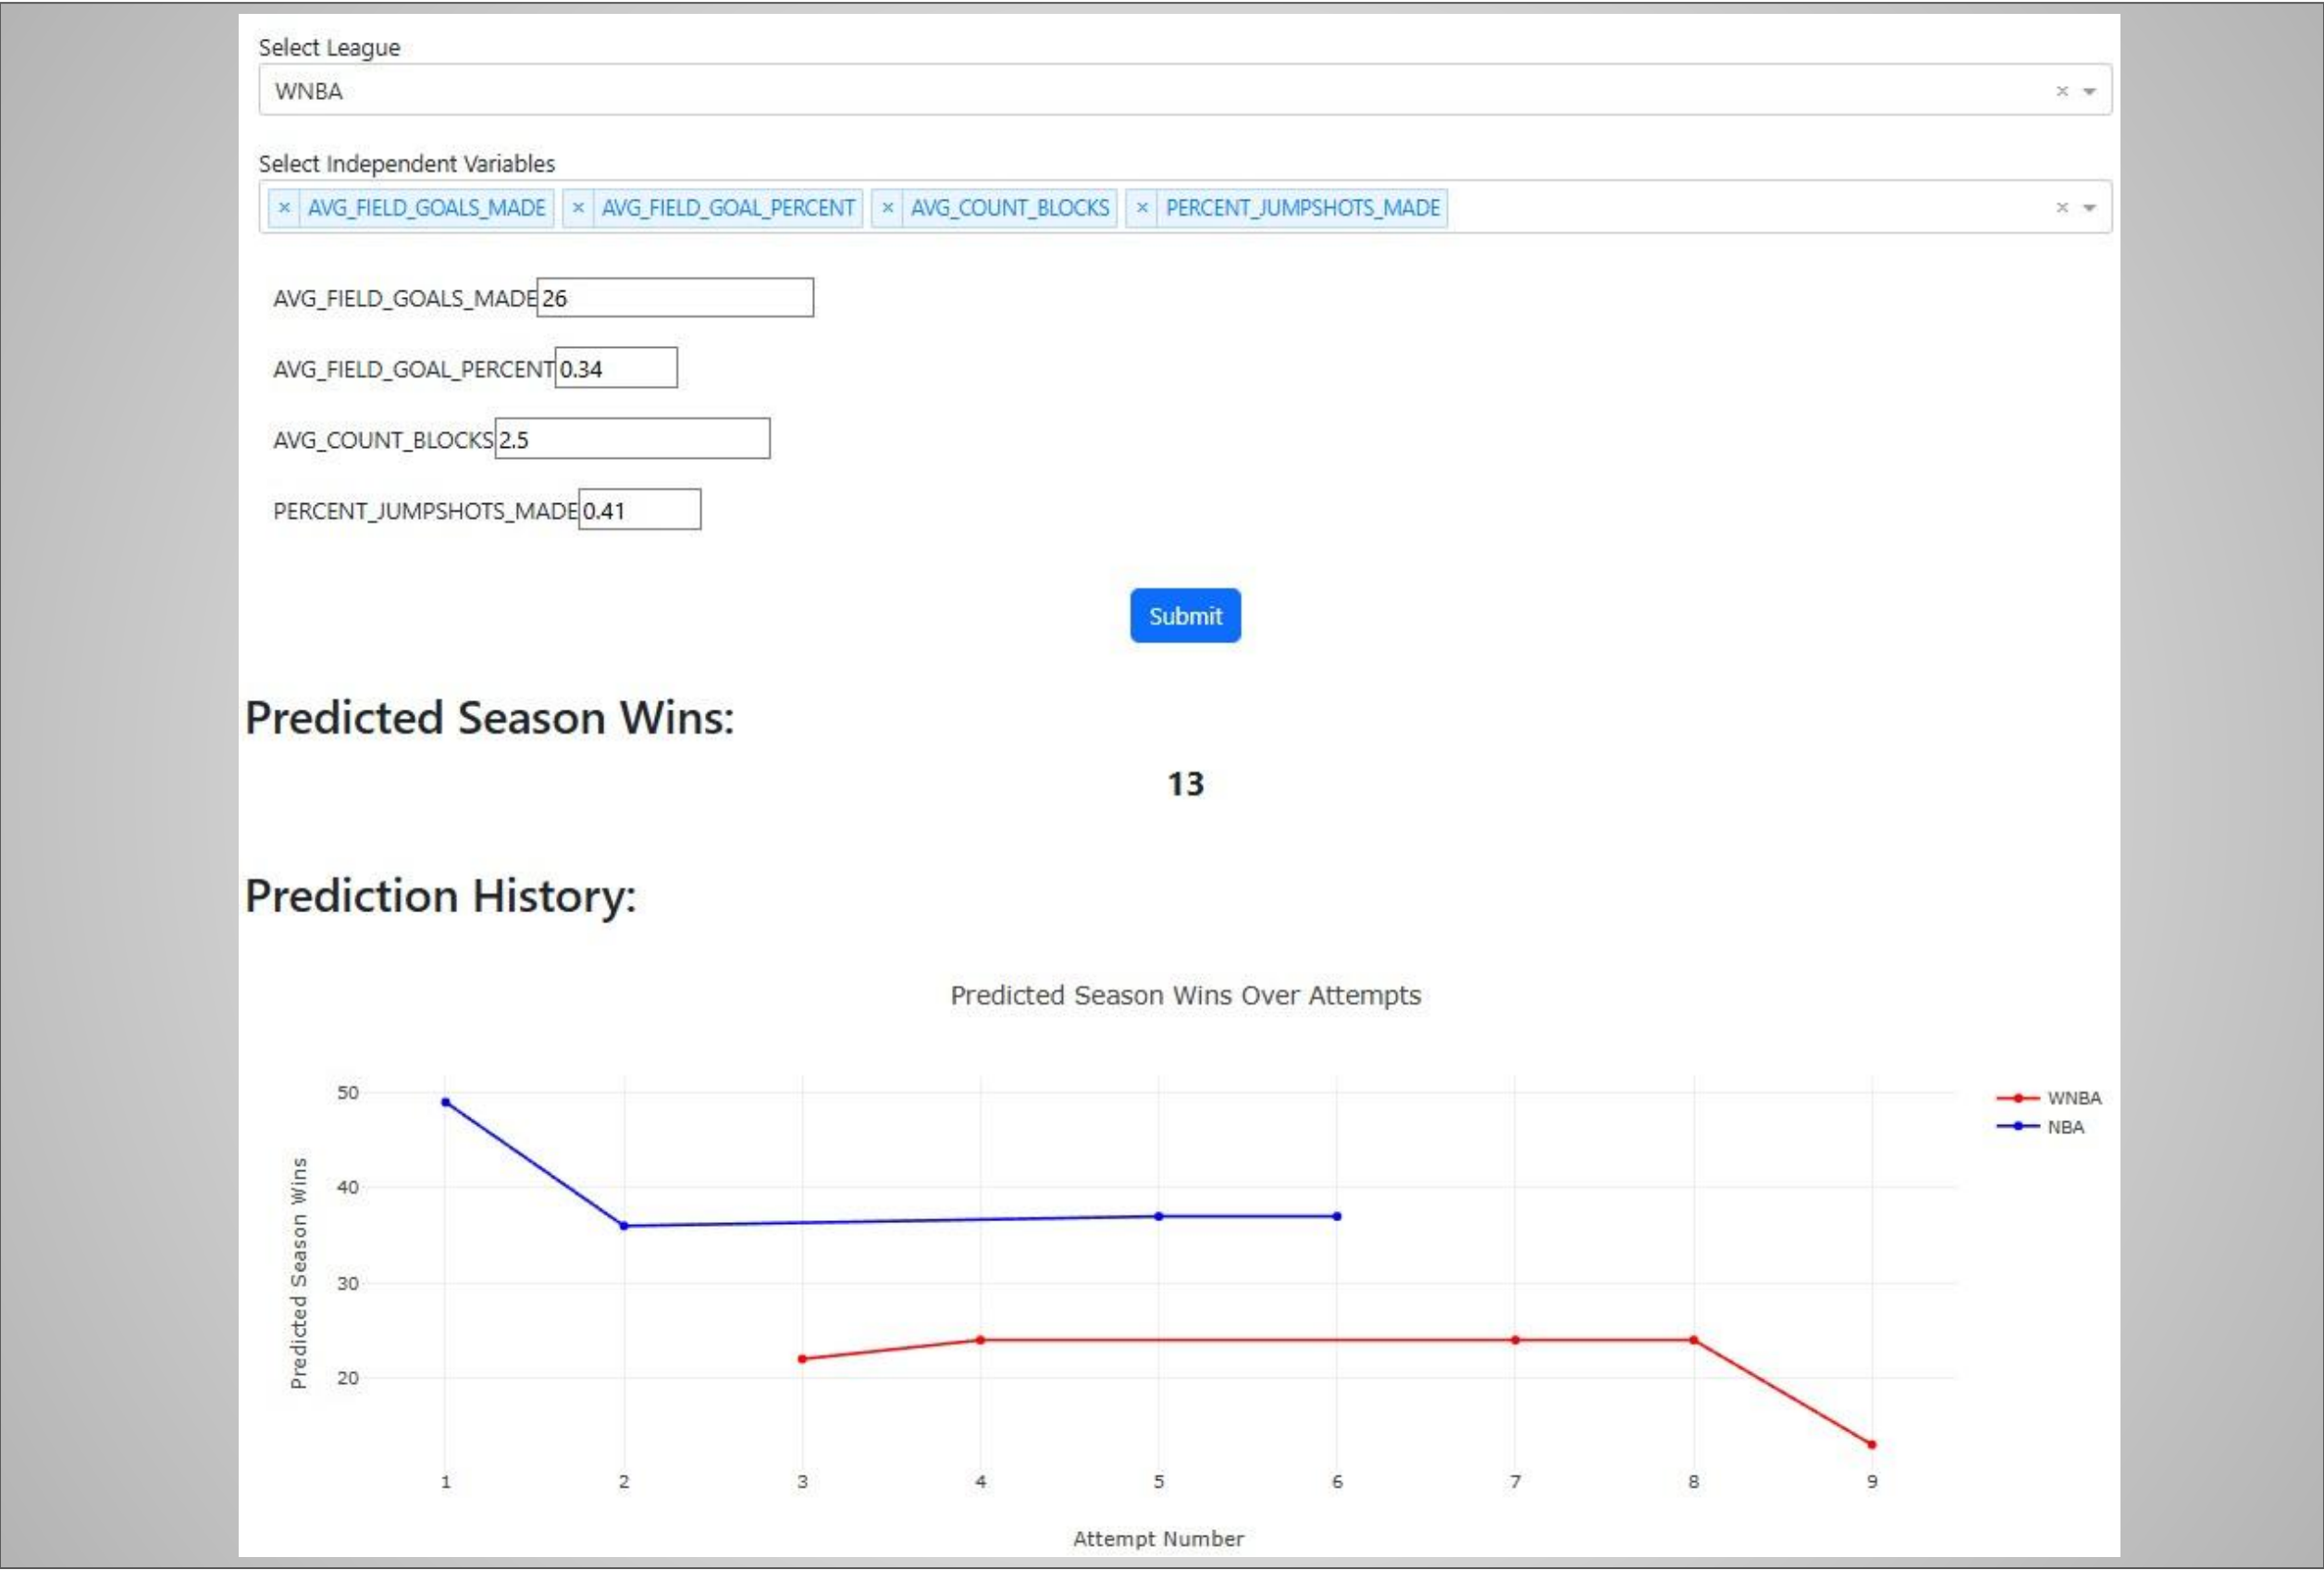 Select League
WNBA
× 
Select Independent Variables
× AVG_FIELD_GOALS_MADE × AVG_FIELD_GOAL_PERCENT × AVG_COUNT_BLOCKS × PERCENT_JUMPSHOTS_MADE ×
AVG_FIELD_GOALS_MADE 26
AVG_FIELD_GOAL_PERCENT 0.34
AVG_COUNT_BLOCKS 2.5
PERCENT_JUMPSHOTS_MADE 0.41
Submit
Predicted Season Wins:
13
Prediction History:
Predicted Season Wins Over Attempts
50
40
30
20
Predicted Season Wins
WNBA
NBA
1 2 3 4 5 6 7 8 9
Attempt Number